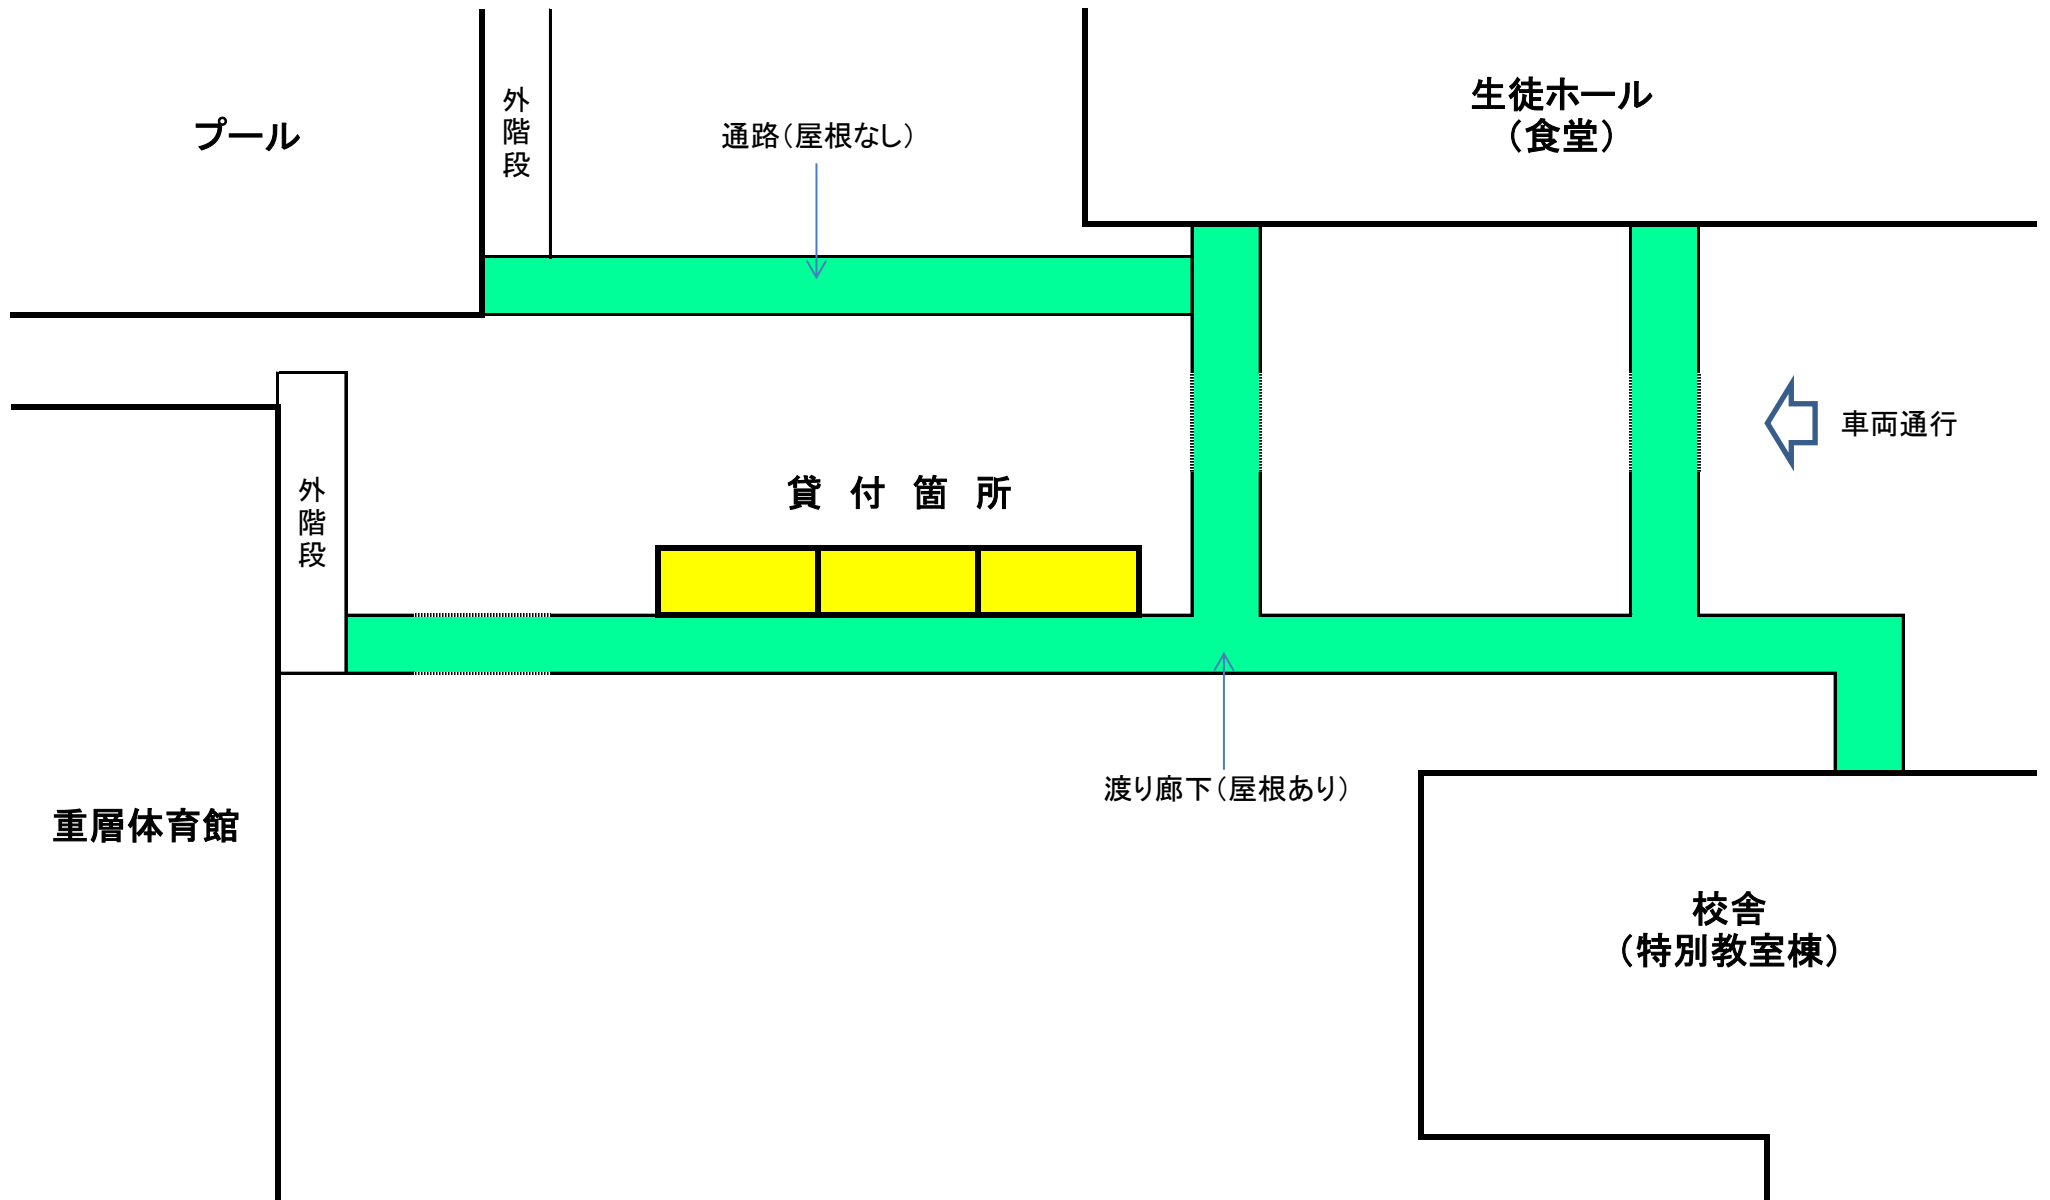 プール
外階段
通路（屋根なし）
生徒ホール
（食堂）
車両通行
外階段
貸付箇所
渡り廊下（屋根あり）
重層体育館
校舎
（特別教室棟）